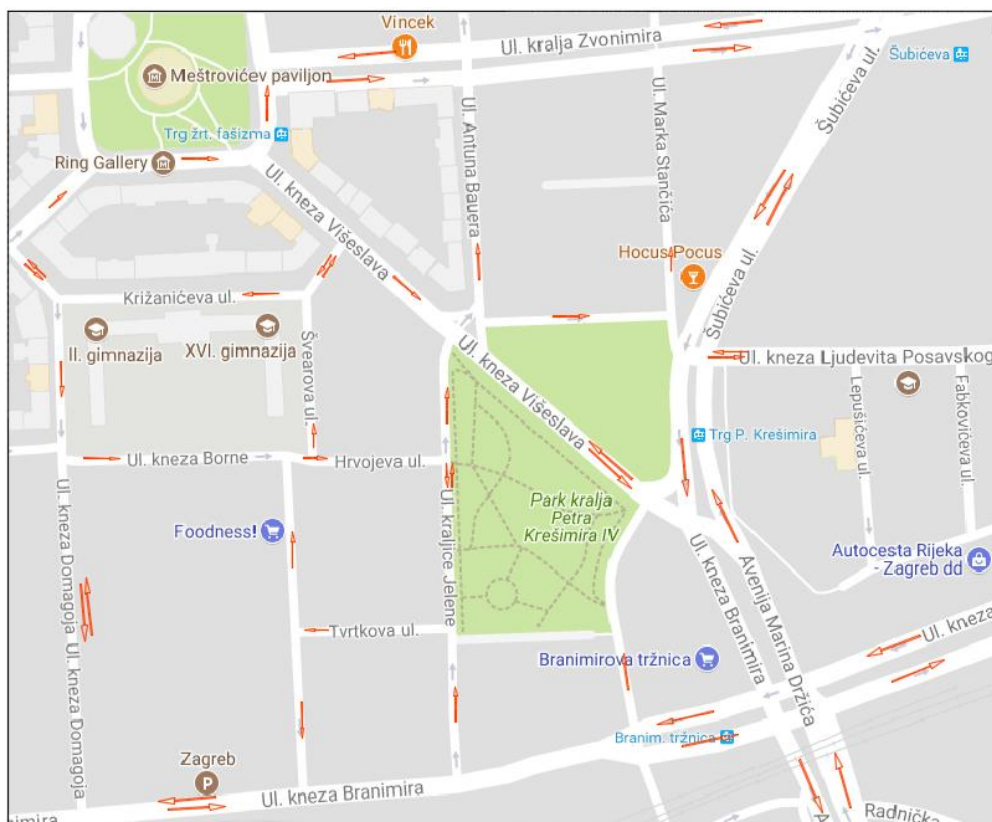 Vincek
Ul. kralja Zvonimira
Šubićeva
Meštrovićev paviljon
Trg žrt. fašizma
Ring Gallery
Ul. Antuna Bauera
Ul. Marka Stančića
Šubićeva ul.
Ul. kneza Višeslava
Hocus Pocus
Šubićeva ul.
Križanićeva ul.
II. gimnazija
XVI. gimnazija
Švearova ul.
Ul. kneza Višeslava
Ul. kneza Ljudevita Posavskog
Lepušićeva ul.
Fabkovićeva ul.
Trg P. Krešimira
Ul. kneza Borne
Hrvojeva ul.
Park kralja
Petra
Krešimira IV
Foodness!
Ul. kraljice Jelene
Ul. kneza Domagoja
Ul. kneza Domagoja
Autocesta Rijeka
- Zagreb dd
Ul. kneza Branimira
Avenija Marina Držića
Tvrtkova ul.
Ul. kneza
Branimirova tržnica
Branim. tržnica
Zagreb
P
Ul. kneza Branimira
nimira
A
Radnička